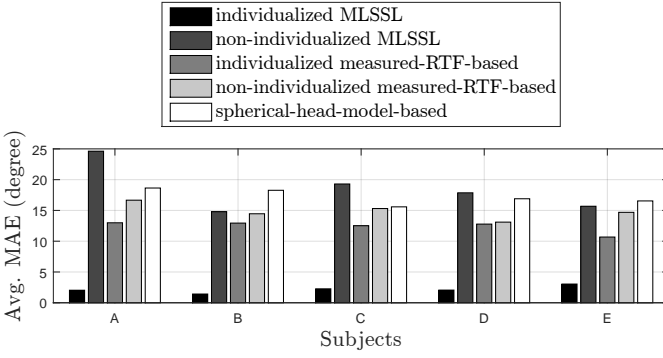 individualized MLSSL
non-individualized MLSSL
individualized measured-RTF-based
non-individualized measured-RTF-based
spherical-head-model-based
Avg. MAE (degree)
25
20
15
10
5
0
A B C D E
Subjects